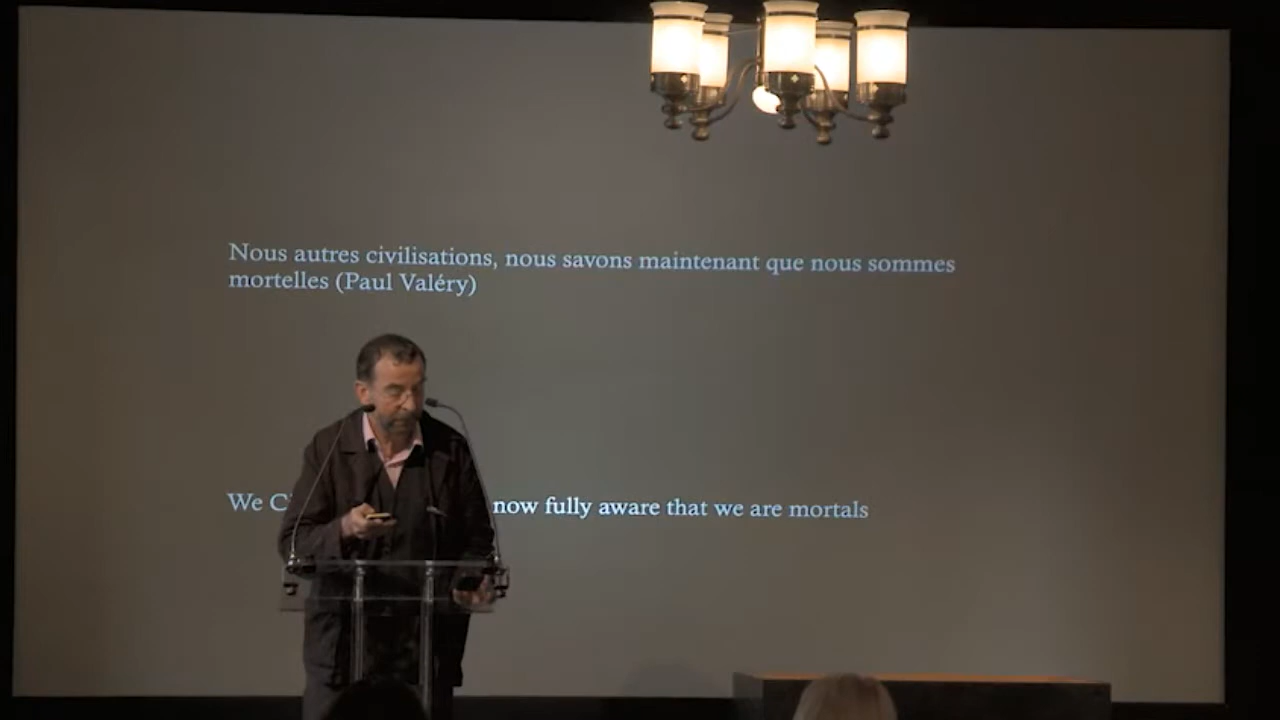 Nous autres civilisations, nous savons maintenant que nous sommes
mortelles (Paul Valéry)
We now fully aware that we are mortals